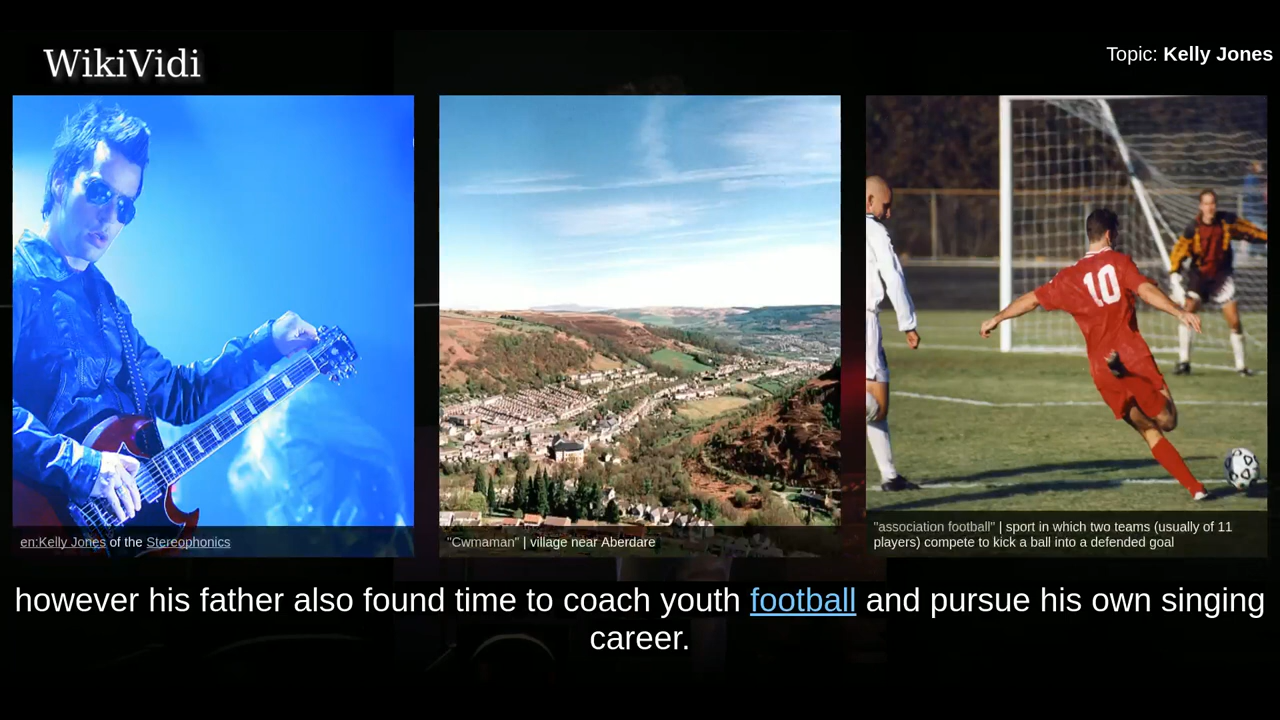 WikiVidi
Topic: Kelly Jones
10
en:Kelly Jones of the Stereophonics
"Cwmaman" | village near Aberdare
"association football" | sport in which two teams (usually of 11
players) compete to kick a ball into a defended goal
however his father also found time to coach youth football and pursue his own singing
career.